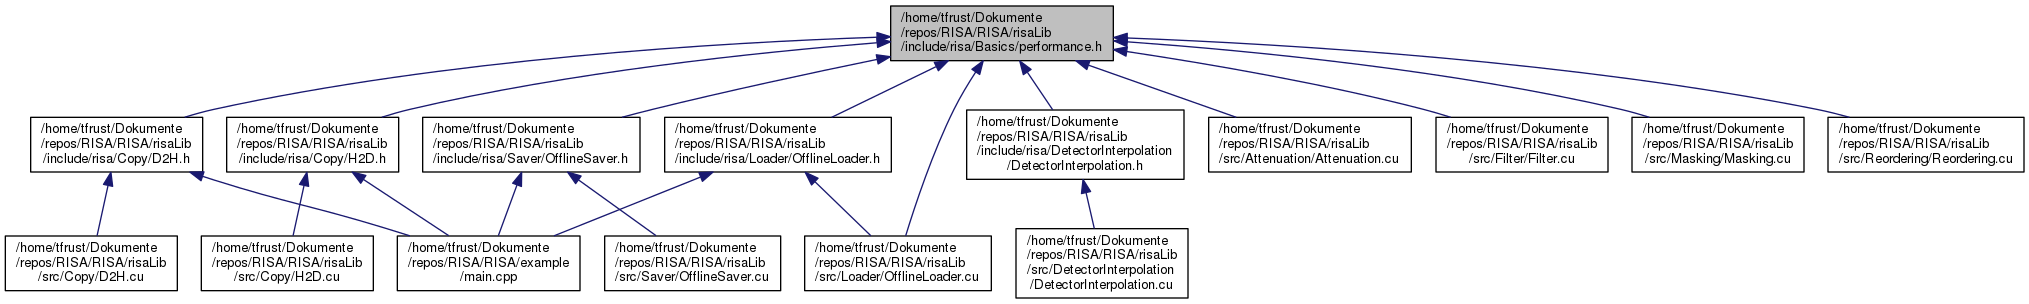 /home/tfrust/Dokumente
/repos/RISA/RISA/risaLib
/include/risa/Basics/performance.h
/home/tfrust/Dokumente
/repos/RISA/RISA/risaLib
/include/risa/Copy/D2H.h
/home/tfrust/Dokumente
/repos/RISA/RISA/risaLib
/include/risa/Copy/H2D.h
/home/tfrust/Dokumente
/repos/RISA/RISA/risaLib
/include/risa/Saver/OfflineSaver.h
/home/tfrust/Dokumente
/repos/RISA/RISA/risaLib
/include/risa/Loader/OfflineLoader.h
/home/tfrust/Dokumente
/repos/RISA/RISA/risaLib
/include/risa/DetectorInterpolation
/DetectorInterpolation.h
/home/tfrust/Dokumente
/repos/RISA/RISA/risaLib
/src/Attenuation/Attenuation.cu
/home/tfrust/Dokumente
/repos/RISA/RISA/risaLib
/src/Filter/Filter.cu
/home/tfrust/Dokumente
/repos/RISA/RISA/risaLib
/src/Masking/Masking.cu
/home/tfrust/Dokumente
/repos/RISA/RISA/risaLib
/src/Reordering/Reordering.cu
/home/tfrust/Dokumente
/repos/RISA/RISA/risaLib
/src/Copy/D2H.cu
/home/tfrust/Dokumente
/repos/RISA/RISA/risaLib
/src/Copy/H2D.cu
/home/tfrust/Dokumente
/repos/RISA/RISA/example
/main.cpp
/home/tfrust/Dokumente
/repos/RISA/RISA/risaLib
/src/Saver/OfflineSaver.cu
/home/tfrust/Dokumente
/repos/RISA/RISA/risaLib
/src/Loader/OfflineLoader.cu
/home/tfrust/Dokumente
/repos/RISA/RISA/risaLib
/src/DetectorInterpolation
/DetectorInterpolation.cu